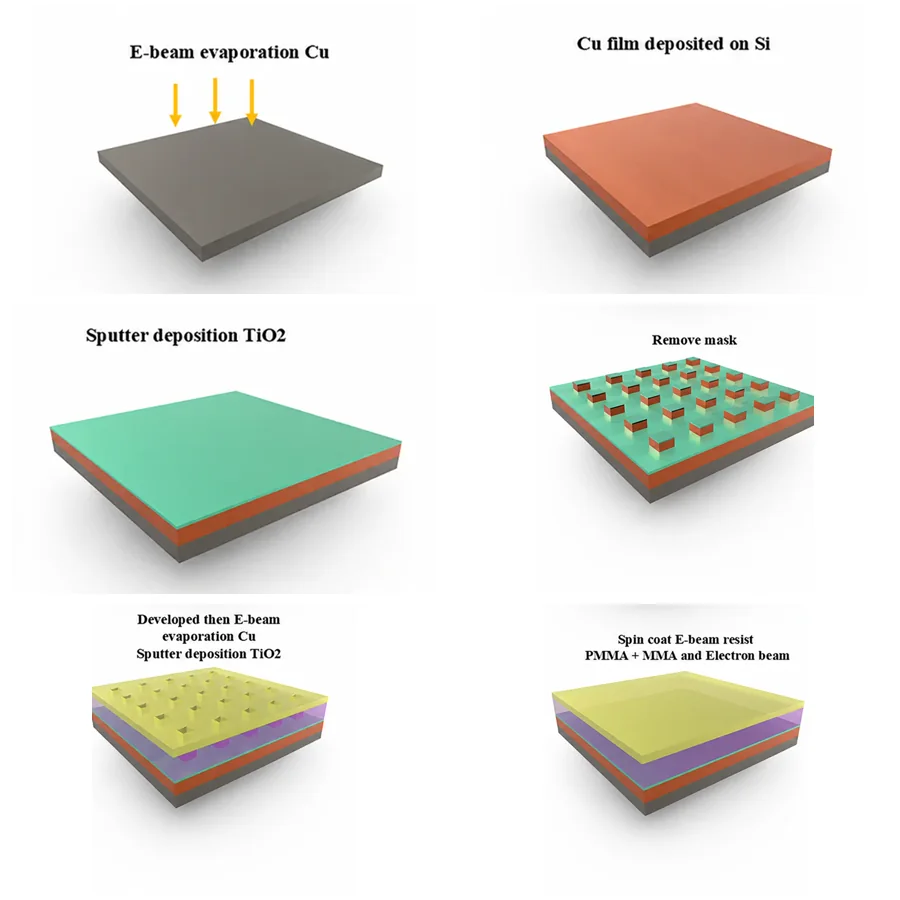 E-beam evaporation Cu
Cu film deposited on Si
Sputter deposition TiO2
Remove mask
Developed then E-beam
evaporation Cu
Sputter deposition TiO2
Spin coat E-beam resist
PMMA + MMA and Electron beam